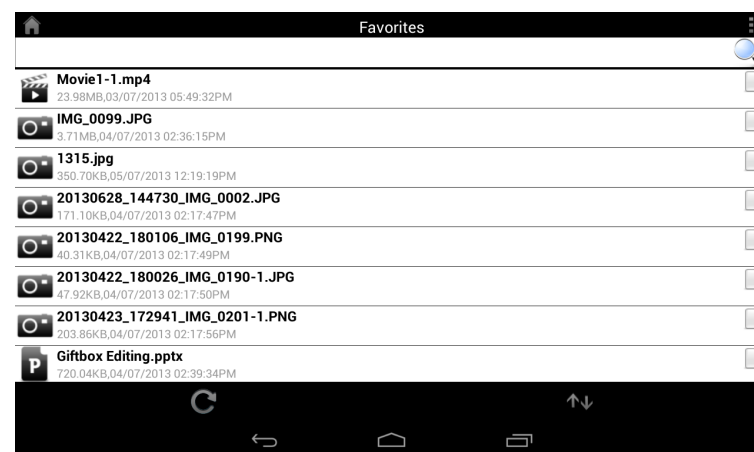 Favorites
Movie1-1.mp4
23.98MB,03/07/2013 05:49:32PM
IMG_0099.JPG
3.71MB,04/07/2013 02:36:15PM
1315.jpg
350.70KB,05/07/2013 12:19:19PM
20130628_144730_IMG_0002.JPG
171.10KB,04/07/2013 02:17:47PM
20130422_180106_IMG_0199.PNG
40.31KB,04/07/2013 02:17:49PM
20130422_180026_IMG_0190-1.JPG
47.92KB,04/07/2013 02:17:50PM
20130423_172941_IMG_0201-1.PNG
203.86KB,04/07/2013 02:17:56PM
P
Giftbox Editing.pptx
720.04KB,04/07/2013 02:39:34PM